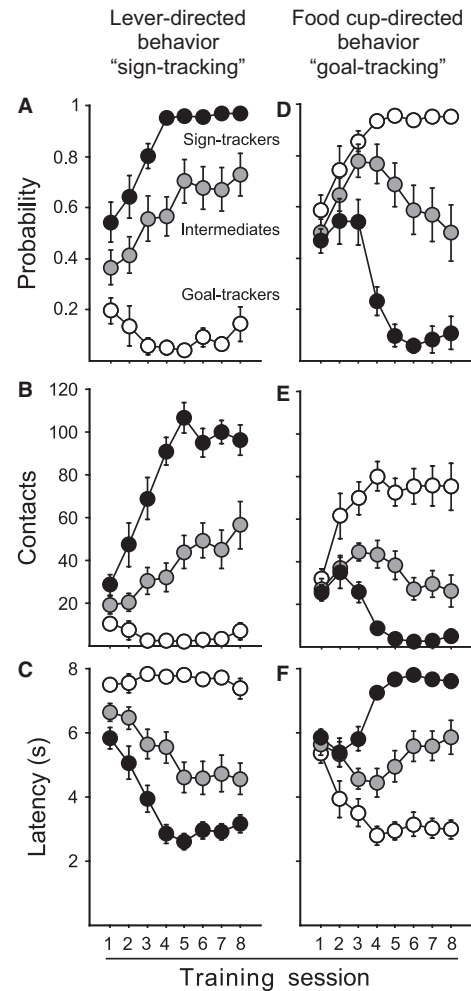 Lever-directed
behavior
“sign-tracking”
Food cup-directed
behavior
“goal-tracking”
A
1
0.8
0.6
0.4
0.2
Probability
Sign-trackers
Intermediates
Goal-trackers
D
B
120
100
80
60
40
20
Contacts
E
C
8
6
4
2
Latency (s)
F
1 2 3 4 5 6 7 8
1 2 3 4 5 6 7 8
Training session